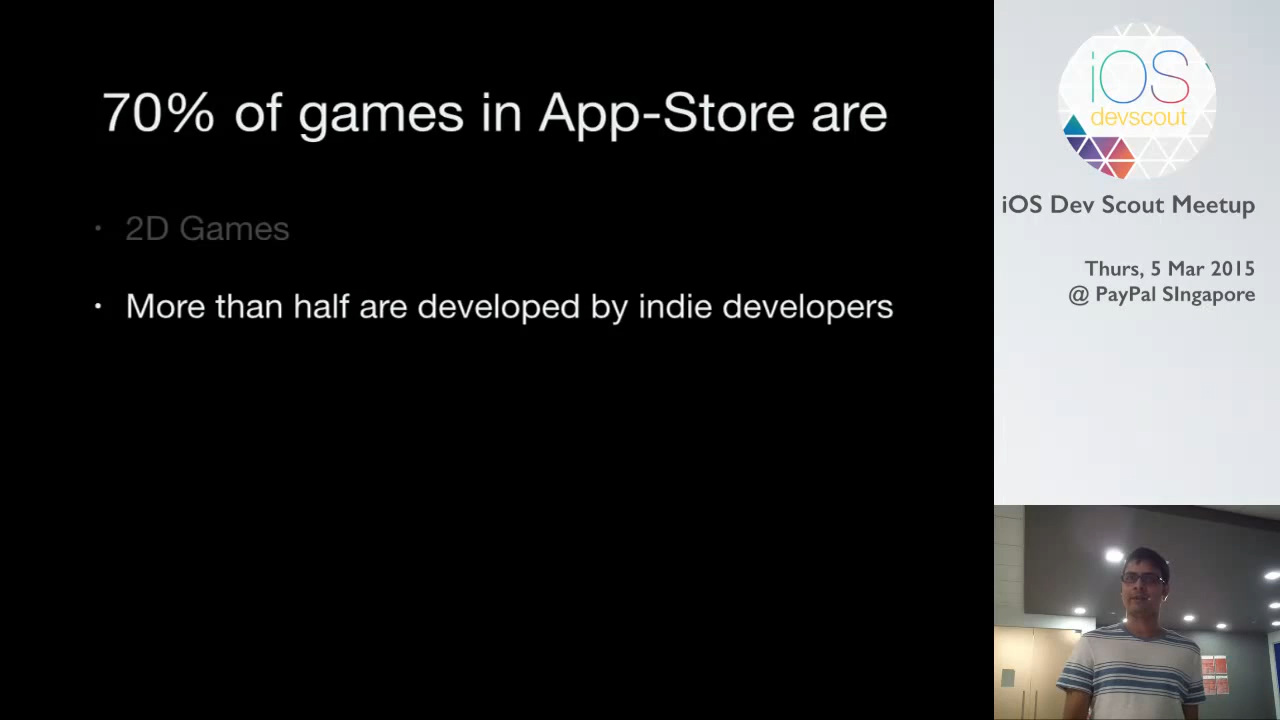 70% of games in App-Store are
• 2D Games
• More than half are developed by indie developers
iOS
devscout
iOS Dev Scout Meetup
Thurs, 5 Mar 2015
@ PayPal SIngapore